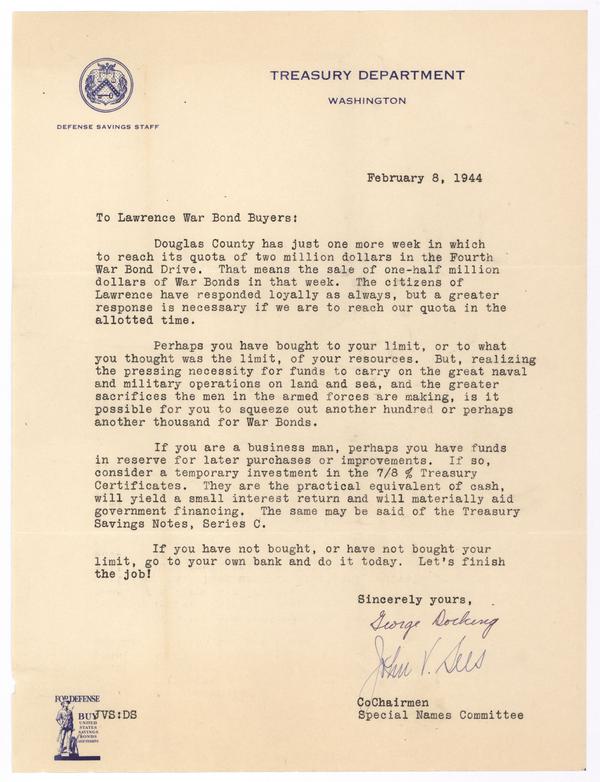 TREASURY DEPARTMENT
WASHINGTON
DEFENSE SAVINGS STAFF
February 8, 1944
To Lawrence War Bond Buyers:
Douglas County has just one more week in which
to reach its quota of two million dollars in the Fourth
War Bond Drive. That means the sale of one-half million
dollars of War Bonds in that week. The citizens of
Lawrence have responded loyally as always, but a greater
response is necessary if we are to reach our quota in the
allotted time.
Perhaps you have bought to your limit, or to what
you thought was the limit, of your resources. But, realizing
the pressing necessity for funds to carry on the great naval
and military operations on land and sea, and the greater
sacrifices the men in the armed forces are making, is it
possible for you to squeeze out another hundred or perhaps
another thousand for War Bonds.
If you are a business man, perhaps you have funds
in reserve for later purchases or improvements. If so,
consider a temporary investment in the 7/8 % Treasury
Certificates. They are the practical equivalent of cash,
will yield a small interest return and will materially aid
government financing. The same may be said of the Treasury
Savings Notes, Series C.
If you have not bought, or have not bought your
limit, go to your own bank and do it today. Let's finish
the job!
Sincerely yours,
George Docking
John V. Sees
CoChairmen
Special Names Committee
JVS:DS
FOR DEFENSE
BUY
UNITED
STATES
SAVINGS
BONDS